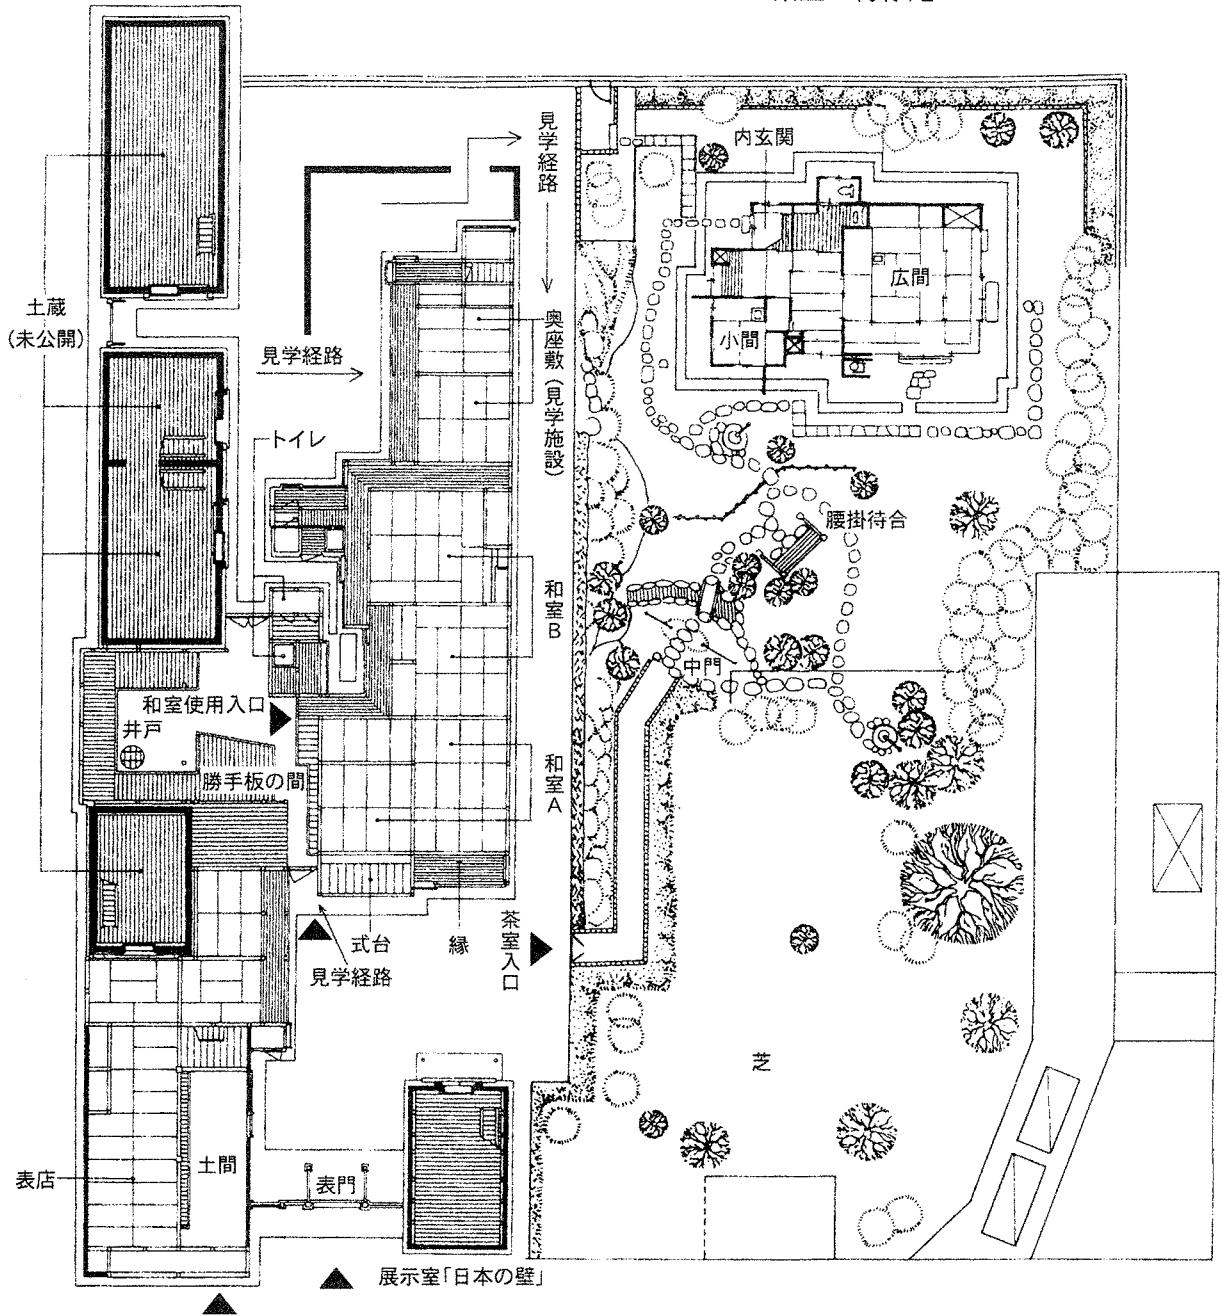 見学経路
内玄関
広間
小間
土蔵
(未公開)
見学経路
奥座敷(見学施設)
トイレ
腰掛待合
和室B
中門
和室使用入口
井戸
勝手板の間
和室A
式台
縁
茶室入口
見学経路
芝
表店
土間
表門
展示室「日本の壁」